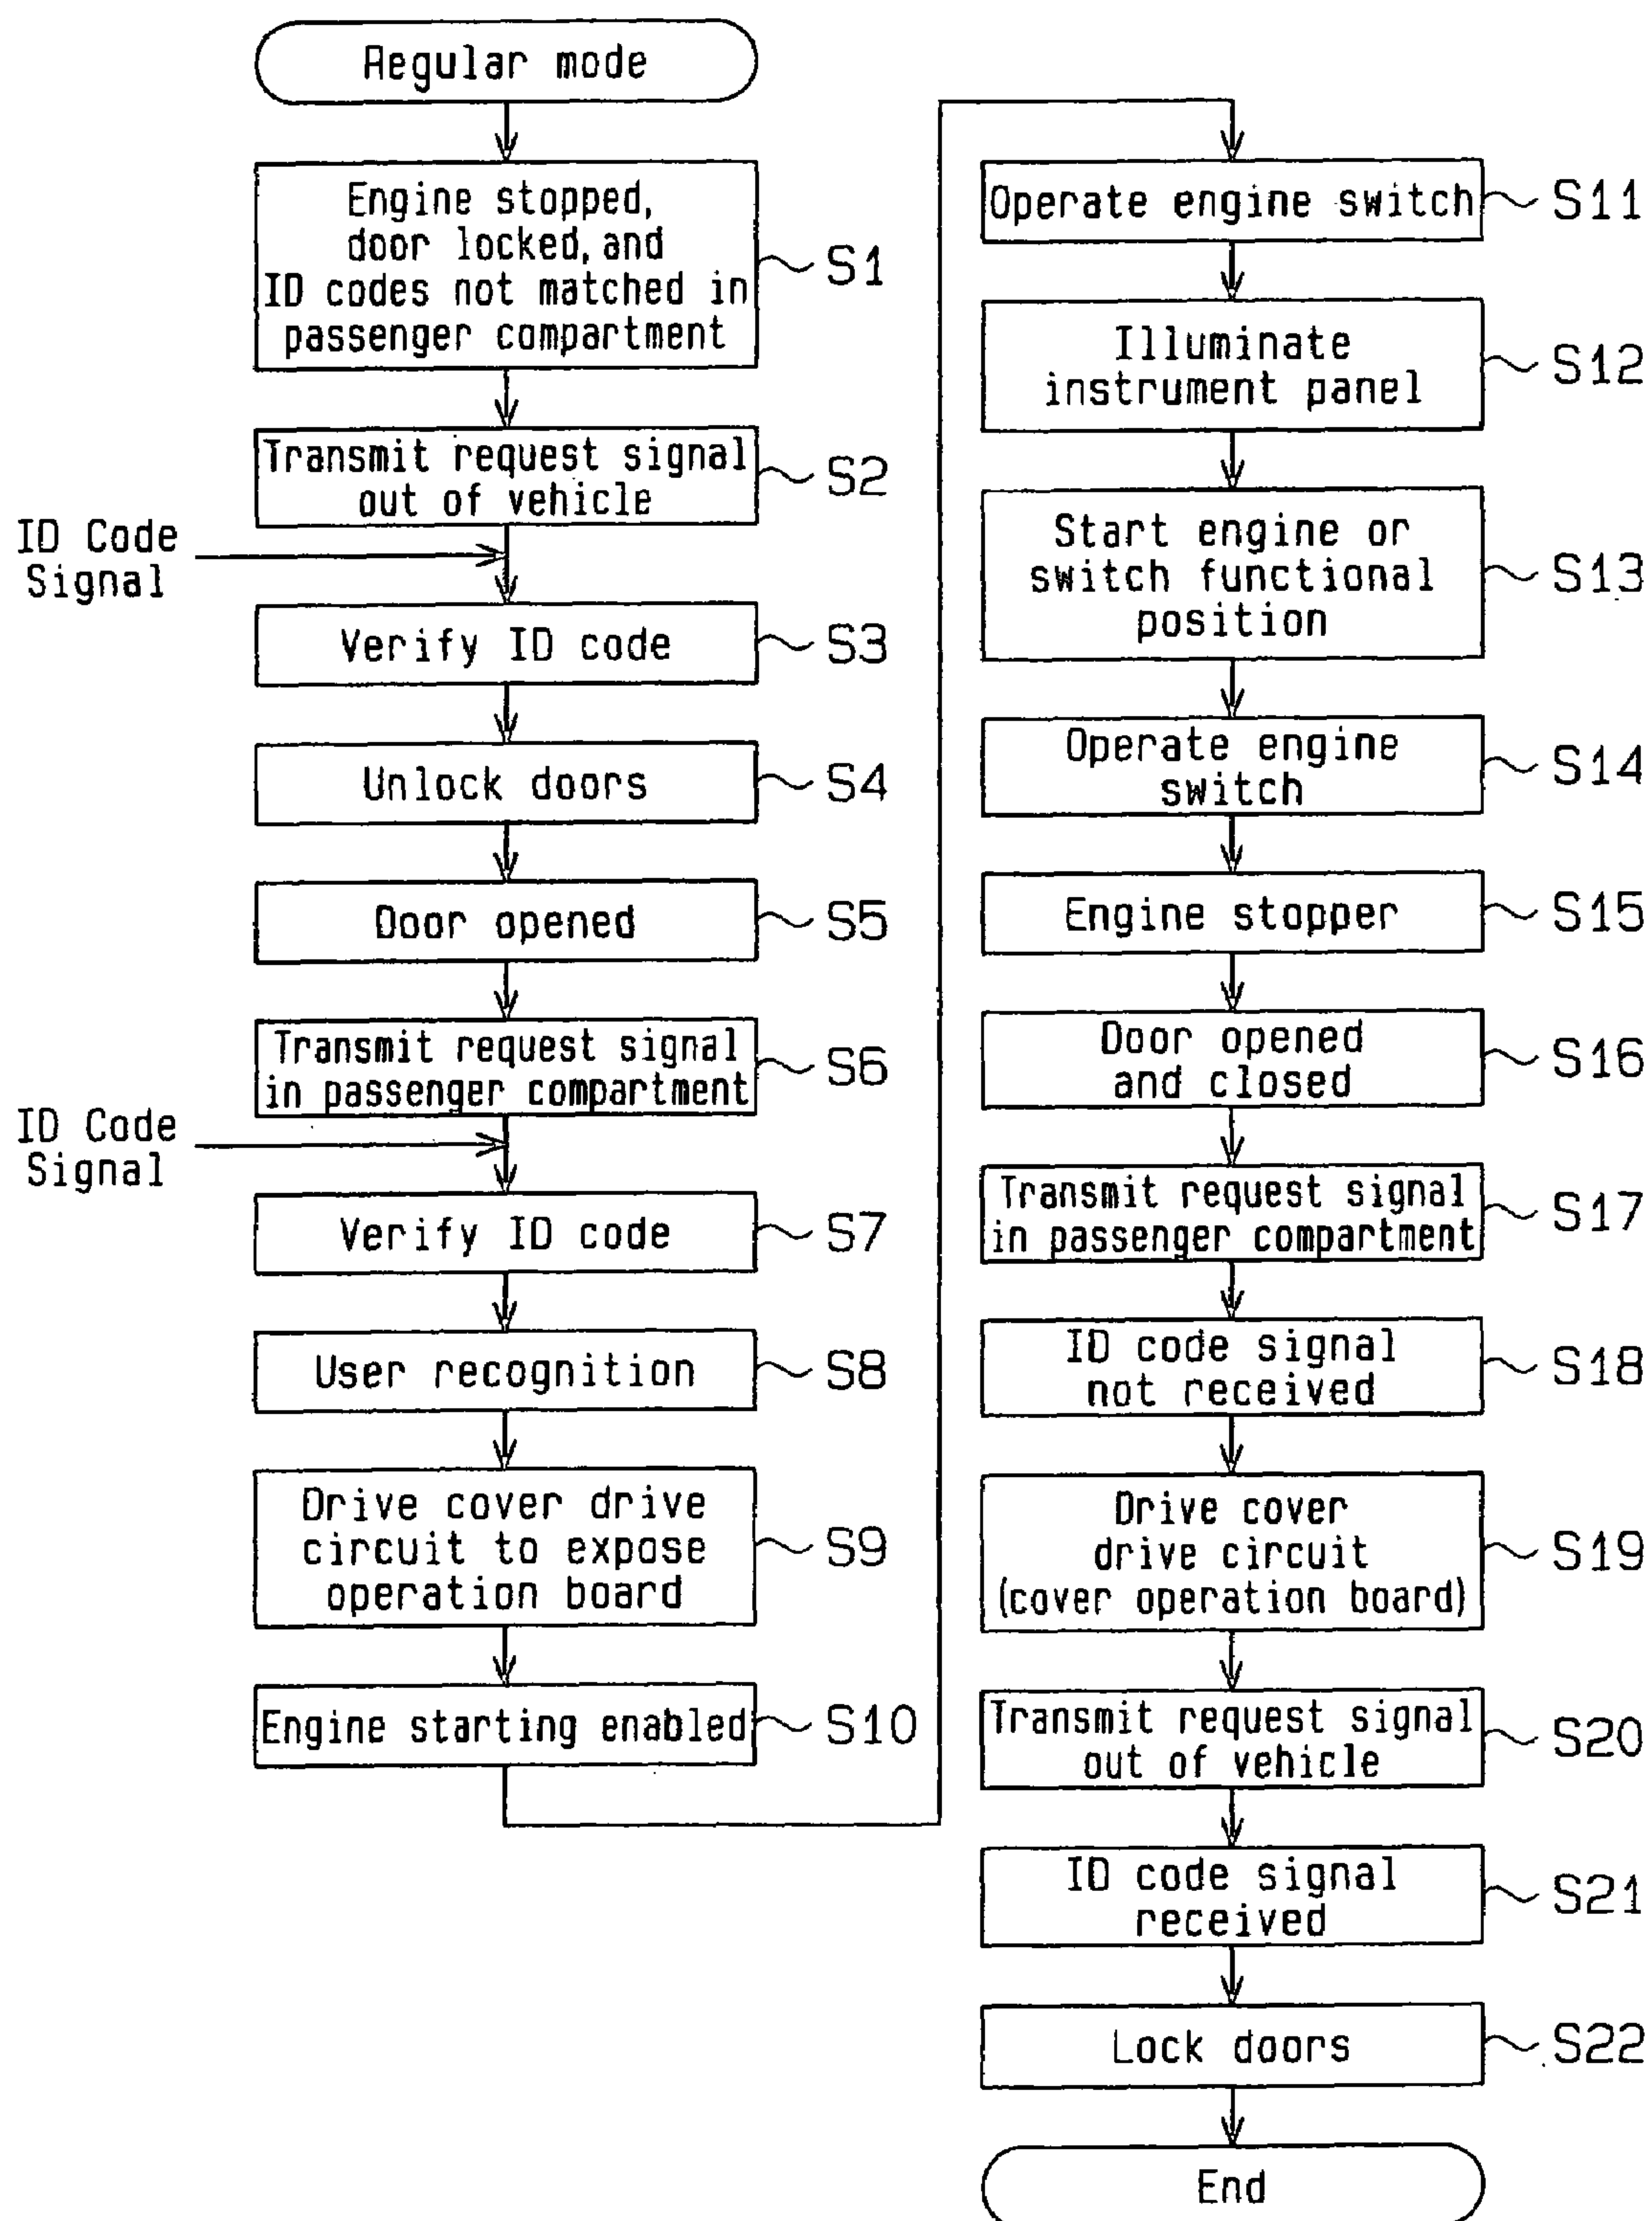 Regular mode
Engine stopped,
door locked, and
ID codes not matched in
passenger compartment
S1
Transmit request signal
out of vehicle
S2
ID Code
Signal
Verify ID code
S3
Unlock doors
S4
Door opened
S5
Transmit request signal
in passenger compartment
S6
ID Code
Signal
Verify ID code
S7
User recognition
S8
Drive cover drive
circuit to expose
operation board
S9
Engine starting enabled
S10
Operate engine switch
S11
Illuminate
instrument panel
S12
Start engine or
switch functional
position
S13
Operate engine
switch
S14
Engine stopper
S15
Door opened
and closed
S16
Transmit request signal
in passenger compartment
S17
ID code signal
not received
S18
Drive cover
drive circuit
(cover operation board)
S19
Transmit request signal
out of vehicle
S20
ID code signal
received
S21
Lock doors
S22
End